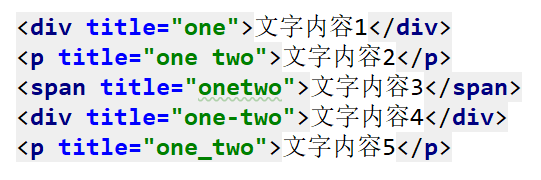 <div title="one">文字内容1</div>
<p title="one two">文字内容2</p>
<span title="onetwo">文字内容3</span>
<div title="one-two">文字内容4</div>
<p title="one_two">文字内容5</p>